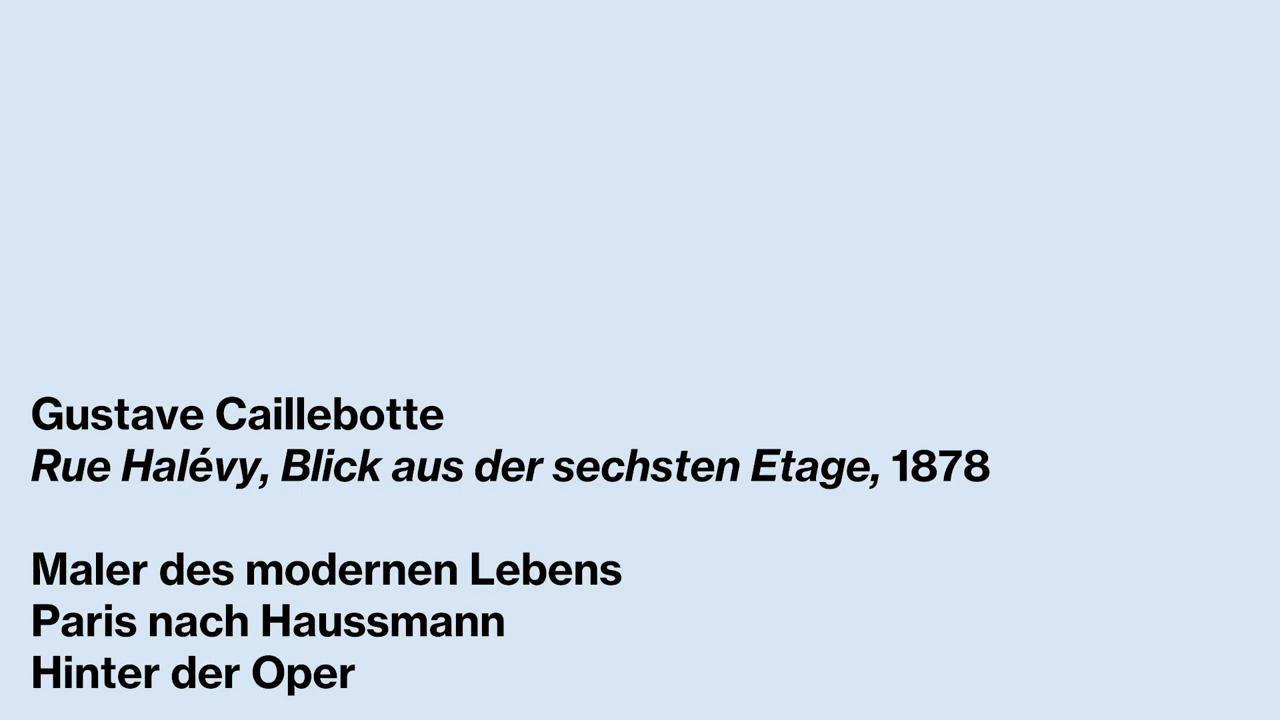 Gustave Caillebotte
Rue Halévy, Blick aus der sechsten Etage, 1878
Maler des modernen Lebens
Paris nach Haussmann
Hinter der Oper